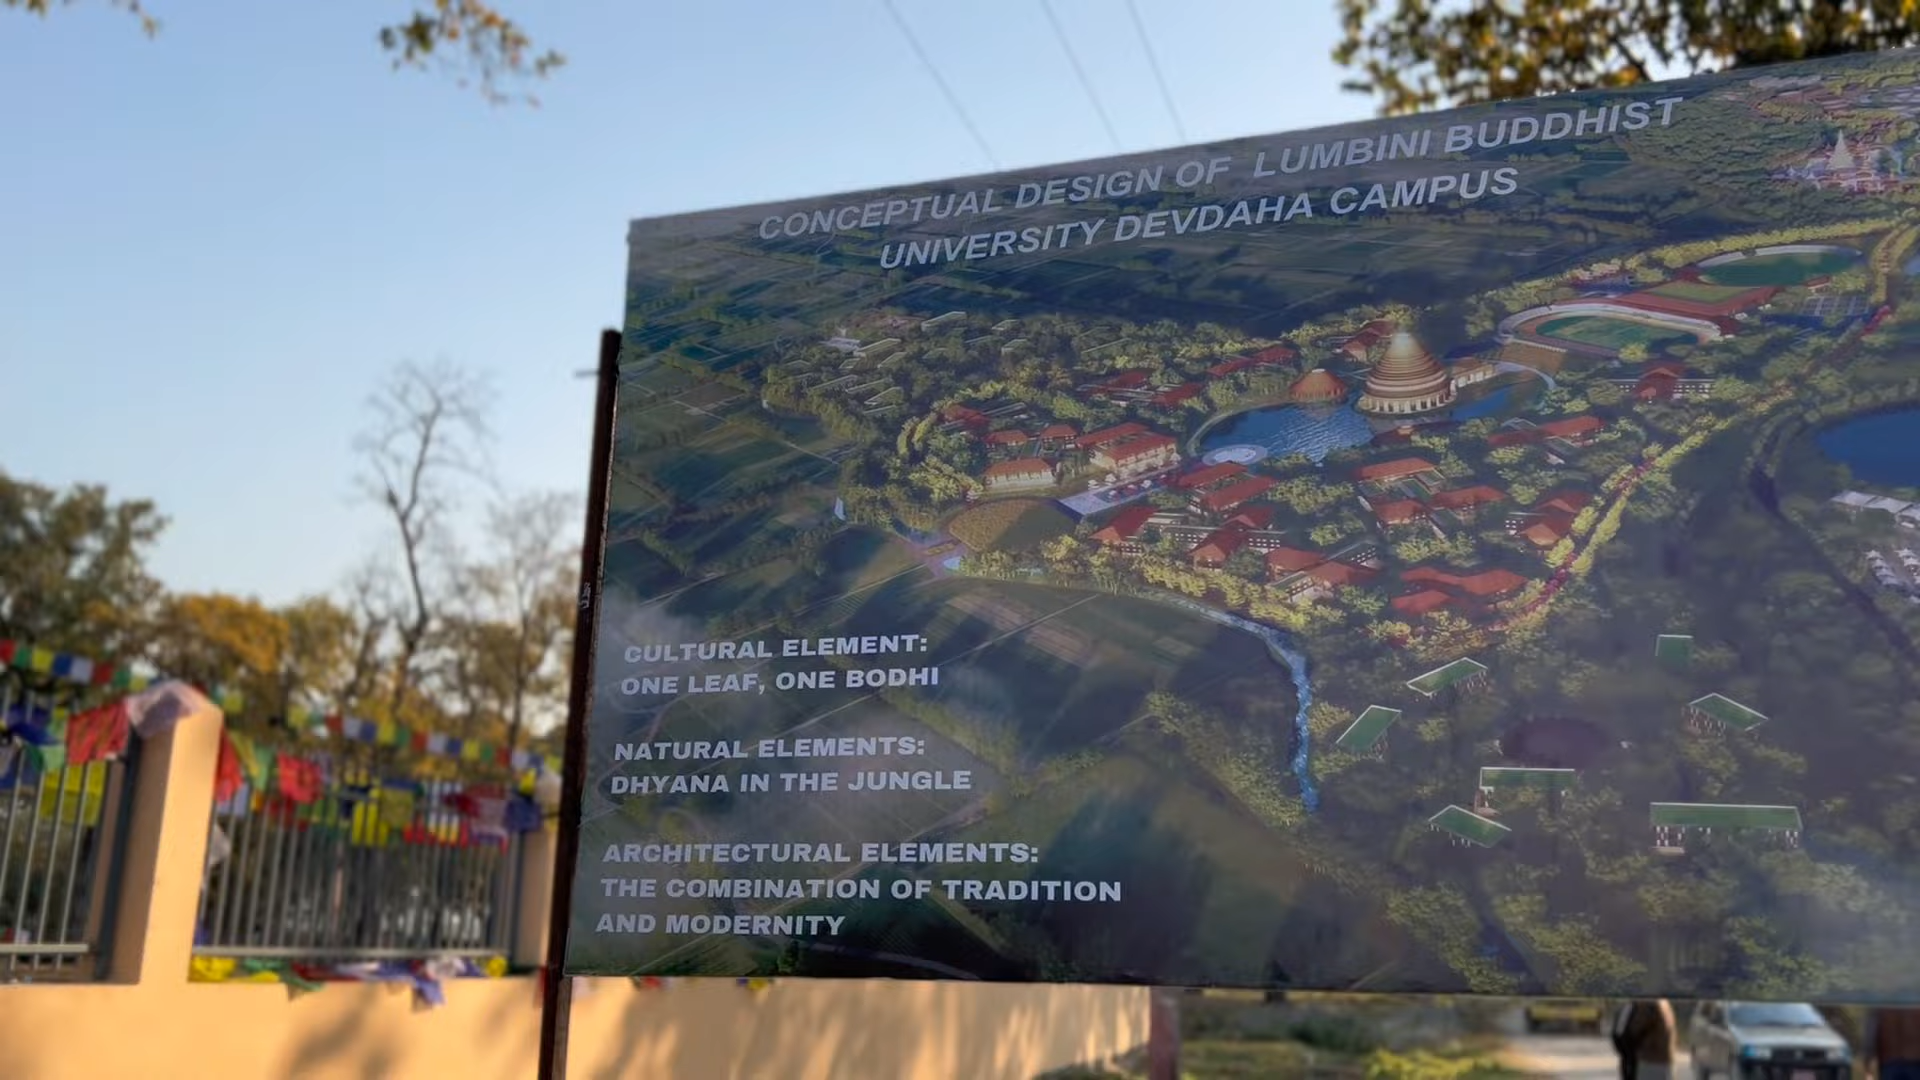 CONCEPTUAL DESIGN OF LUMBINI BUDDHIST
UNIVERSITY DEVDAHA CAMPUS
CULTURAL ELEMENT:
ONE LEAF, ONE BODHI
NATURAL ELEMENTS:
DHYANA IN THE JUNGLE
ARCHITECTURAL ELEMENTS:
THE COMBINATION OF TRADITION
AND MODERNITY